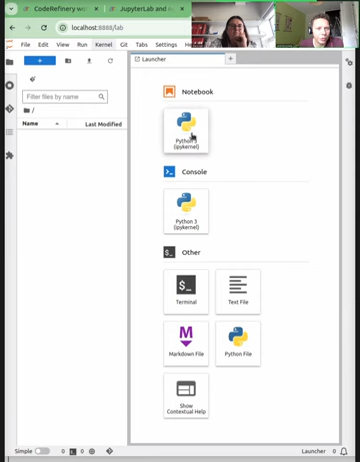 CodeRefinery wo
JupyterLab and n
localhost:8888/lab
File Edit View Run Kernel Git Tabs Settings
Launcher
Filter files by name
/
Name
Last Modified
Notebook
Python 3
(ipykernel)
Console
Python 3
(ipykernel)
Other
Terminal
Text File
Markdown File
Python File
Show
Contextual Help
Simple
0
0
Launcher
0